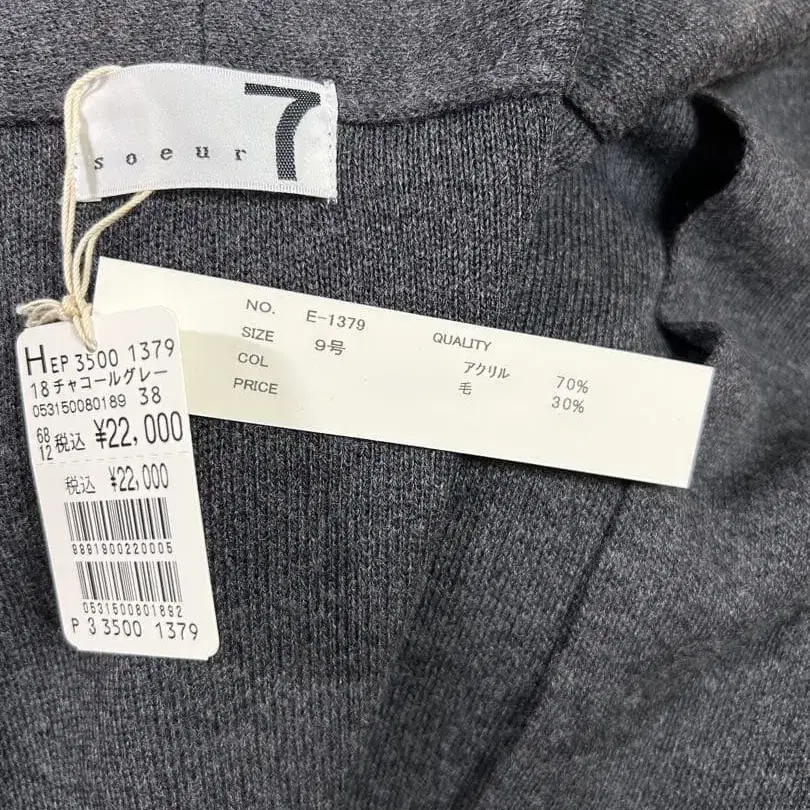 soeur 7
NO. E-1379
SIZE 9号
COL
PRICE
QUALITY
アクリル 70%
毛 30%
HEP 3500 1379
18 チャコールグレー
053150080189 38
68
12 税込 ¥22,000
税込 ¥22,000
9991900220005
0531500801892
P 3 3500 1379